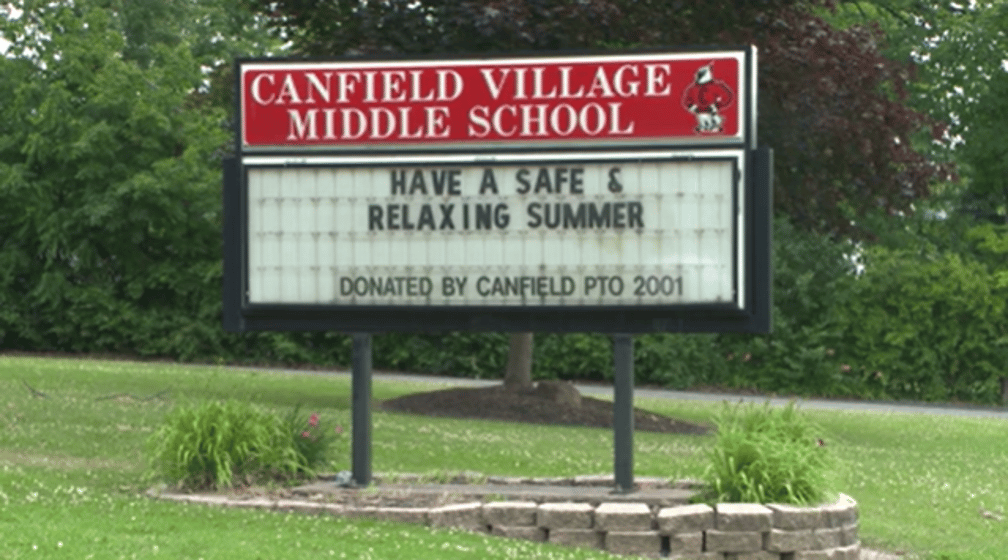 CANFIELD VILLAGE
MIDDLE SCHOOL
HAVE A SAFE &
RELAXING SUMMER
DONATED BY CANFIELD PTO 2001